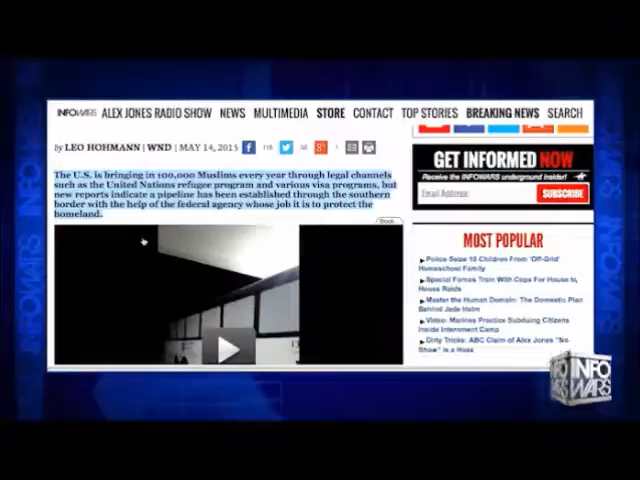 INFOWARS ALEX JONES RADIO SHOW NEWS MULTIMEDIA STORE CONTACT TOP STORIES BREAKING NEWS SEARCH
by LEO HOHMANN | WND | MAY 14, 2015
The U.S. is bringing in 100,000 Muslims every year through legal channels
such as the United Nations refugee program and various visa programs, but
new reports indicate a pipeline has been established through the southern
border with the help of the federal agency whose job it is to protect the
homeland.
GET INFORMED NOW
Receive the INFOWARS underground insider!
Email Address
SUBSCRIBE
MOST POPULAR
Police Seize 10 Children From 'Off-Grid'
Homeschool Family
Special Forces Train With Cops For House to
House Raids
Master the Human Domain: The Domestic Plan
Behind Jade Helm
Video: Marines Practice Subduing Citizens
Inside Internment Camp
Dirty Tricks: ABC Claim of Alex Jones "No
Show" is a Hoax
INFO
WARS
INFOWARS
INFOWARS